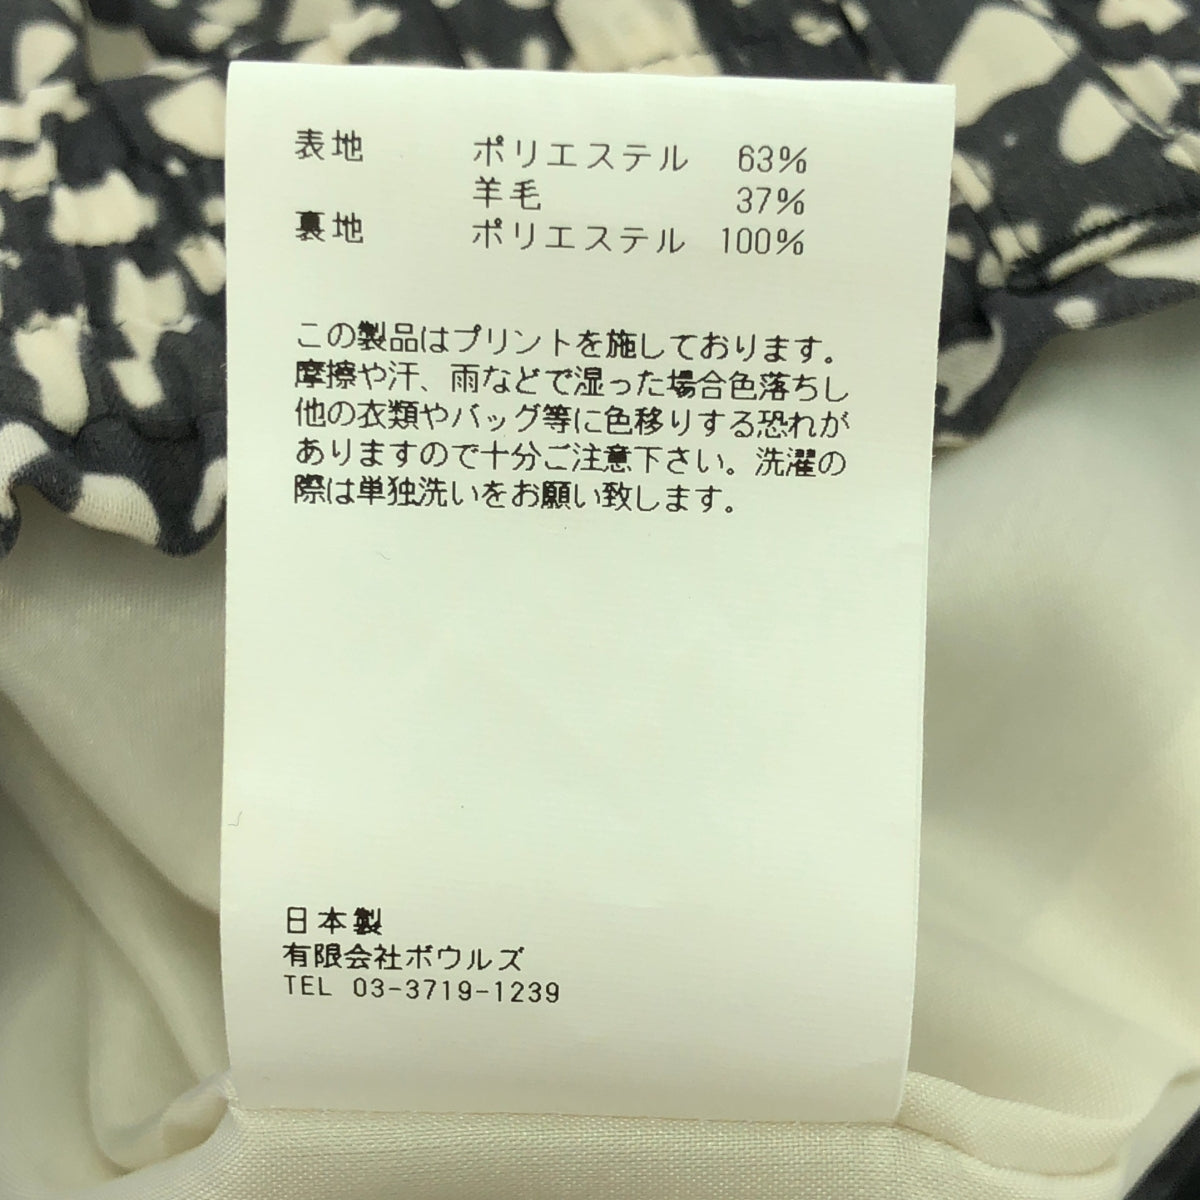 表地 ポリエステル 63%
羊毛 37%
裏地 ポリエステル 100%
この製品はプリントを施しております。
摩擦や汗、雨などで湿った場合色落ちし
他の衣類やバッグ等に色移りする恐れが
ありますので十分ご注意下さい。洗濯の
際は単独洗いをお願い致します。
日本製
有限会社ボウルズ
TEL 03-3719-1239